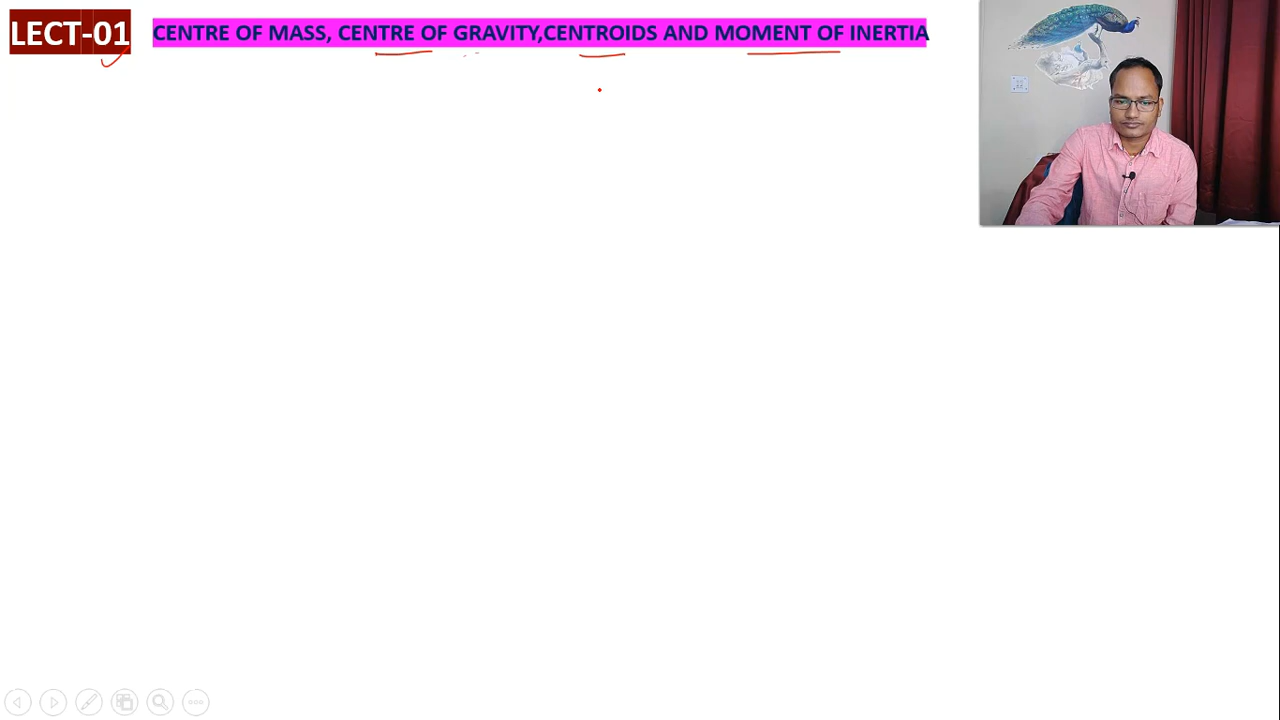 LECT-01 CENTRE OF MASS, CENTRE OF GRAVITY,CENTROIDS AND MOMENT OF INERTIA